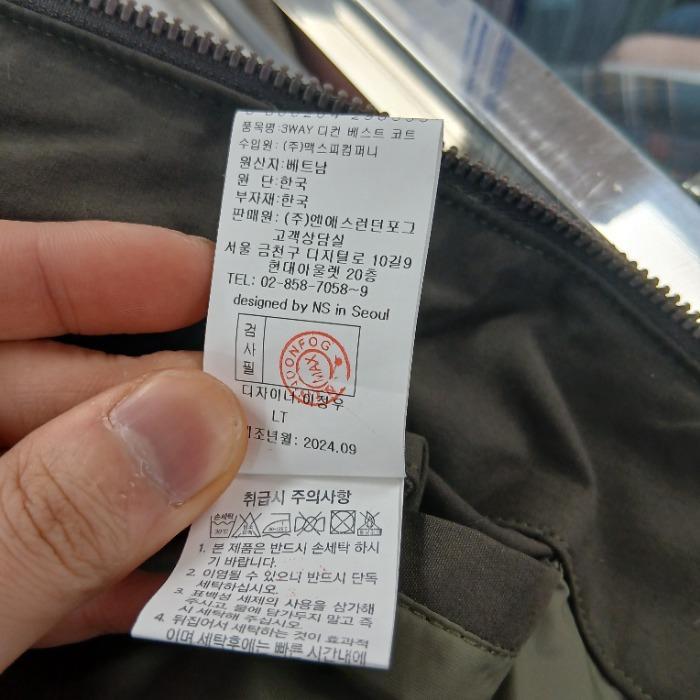 품목명:3WAY 디컨 베스트 코트
수입원: (주)맥스피컴퍼니
원산지:베트남
원 단:한국
부자재:한국
판매원: (주)엔에스런던포그
고객상담실
서울 금천구 디지털로 10길9
현대아울렛 20층
TEL: 02-858-7058~9
designed by NS in Seoul
검
사
필
디자이너 이정우
LT
조년월: 2024.09
취급시 주의사항
손세탁
30℃
1. 본 제품은 반드시 손세탁 하시
기 바랍니다.
2. 이염될 수 있으니 반드시 단독
세탁하십시오.
3. 표백성 세제의 사용을 삼가해
주시고, 물에 담가두지 말고 즉
시 세탁해 주십시오.
4. 뒤집어서 세탁하는 것이 효과적
이며 세탁후에는 빠른 시간내에